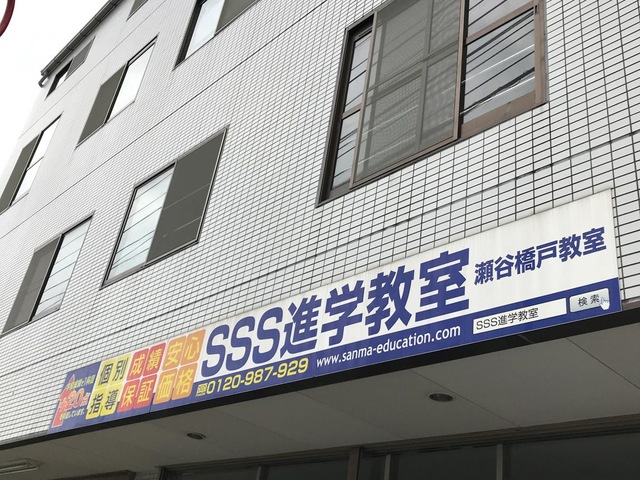 個別
指導
成績
保証
安心
価格
SSS進学教室
瀬谷橋戸教室
0120-987-929
www.sanma-education.com
SSS進学教室
検索